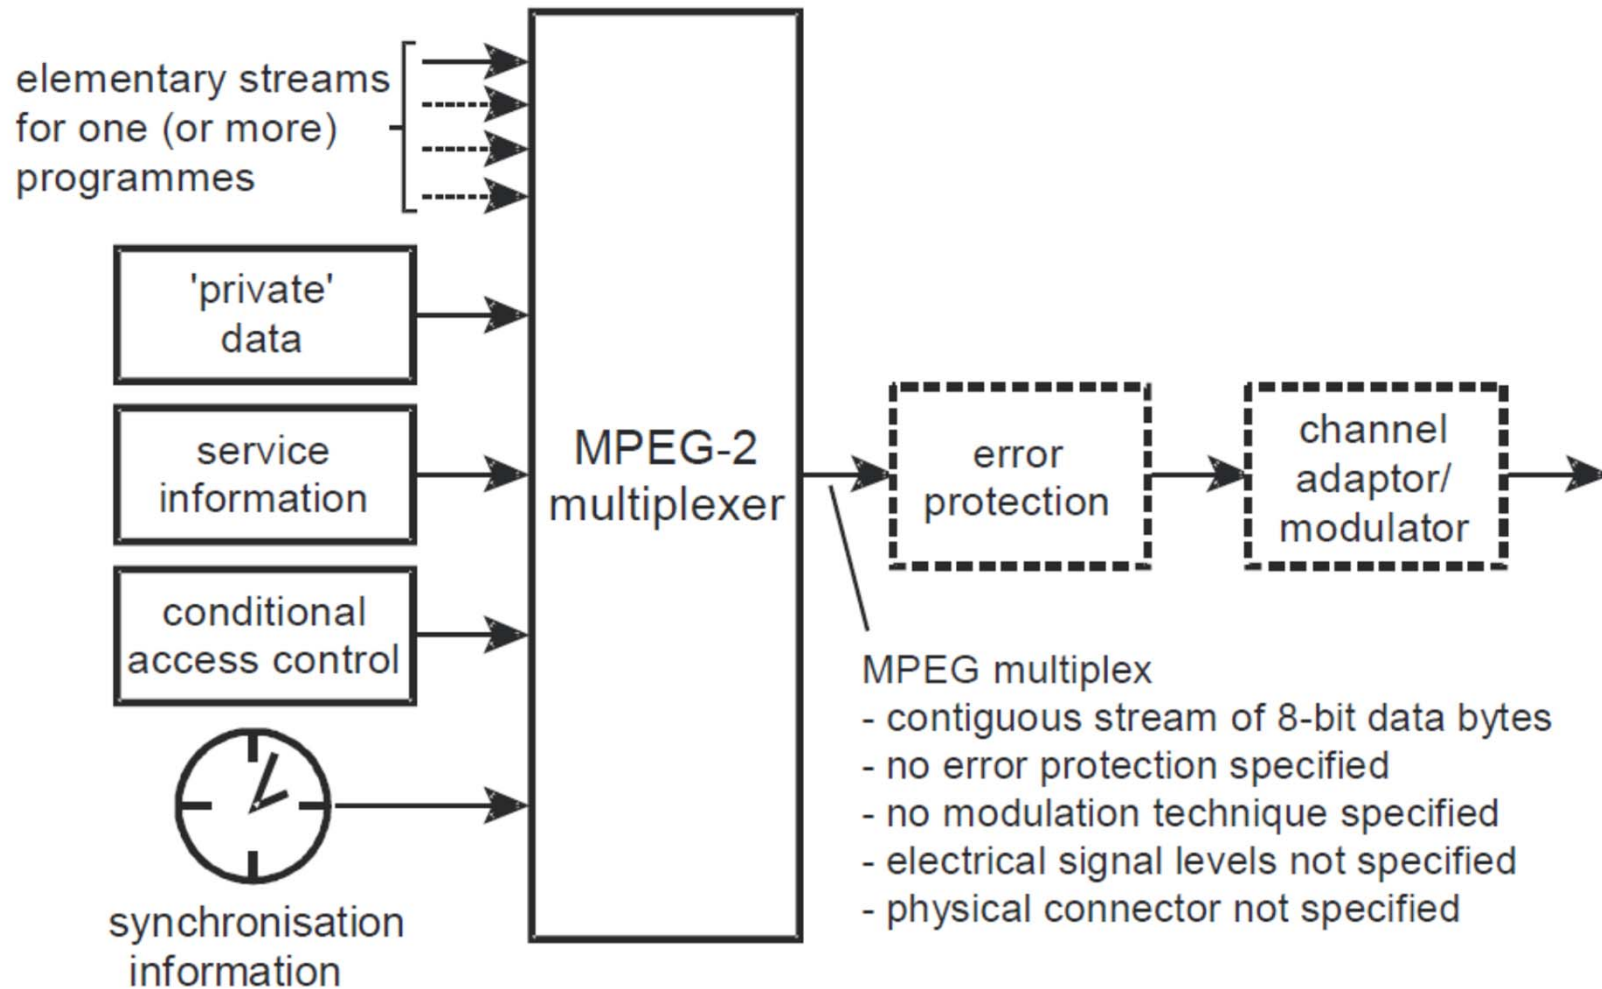 elementary streams
for one (or more)
programmes
'private'
data
service
information
conditional
access control
synchronisation
information
MPEG-2
multiplexer
error
protection
channel
adaptor/
modulator
MPEG multiplex
- contiguous stream of 8-bit data bytes
- no error protection specified
- no modulation technique specified
- electrical signal levels not specified
- physical connector not specified